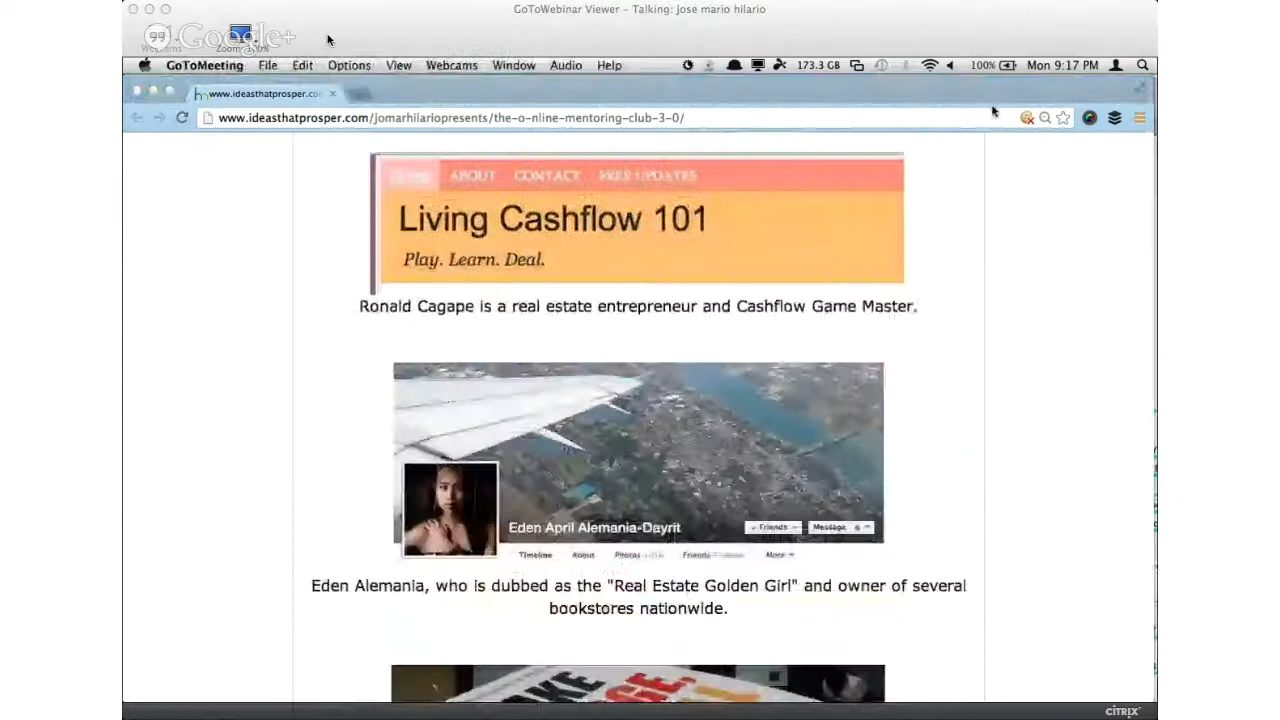 GoToWebinar Viewer – Talking: jose mario hilario
Google+
GoToMeeting File Edit Options View Webcams Window Audio Help 173.3 GB 100% Mon 9:17 PM
www.ideasthatprosper.co
www.ideasthatprosper.com/jomarhilariopresents/the-o-nline-mentoring-club-3-0/
ABOUT CONTACT FREE UPDATES
Living Cashflow 101
Play. Learn. Deal.
Ronald Cagape is a real estate entrepreneur and Cashflow Game Master.
Eden April Alemania-Dayrit
Friends Message
Timeline About Photos Friends More
Eden Alemania, who is dubbed as the "Real Estate Golden Girl" and owner of several
bookstores nationwide.
CITRIX